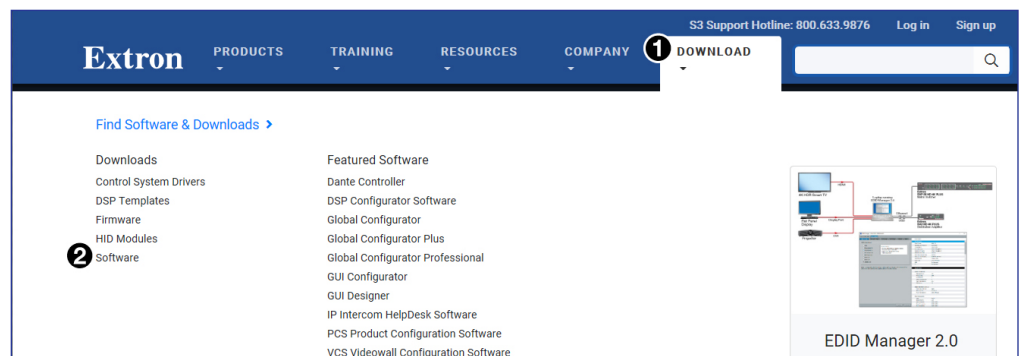 S3 Support Hotline: 800.633.9876 Log in Sign up
Extron PRODUCTS TRAINING RESOURCES COMPANY 1 DOWNLOAD
Find Software & Downloads >
Downloads
Control System Drivers
DSP Templates
Firmware
HID Modules
2 Software
Featured Software
Dante Controller
DSP Configurator Software
Global Configurator
Global Configurator Plus
Global Configurator Professional
GUI Configurator
GUI Designer
IP Intercom HelpDesk Software
PCS Product Configuration Software
VCS Videowall Configuration Software
EDID Manager 2.0